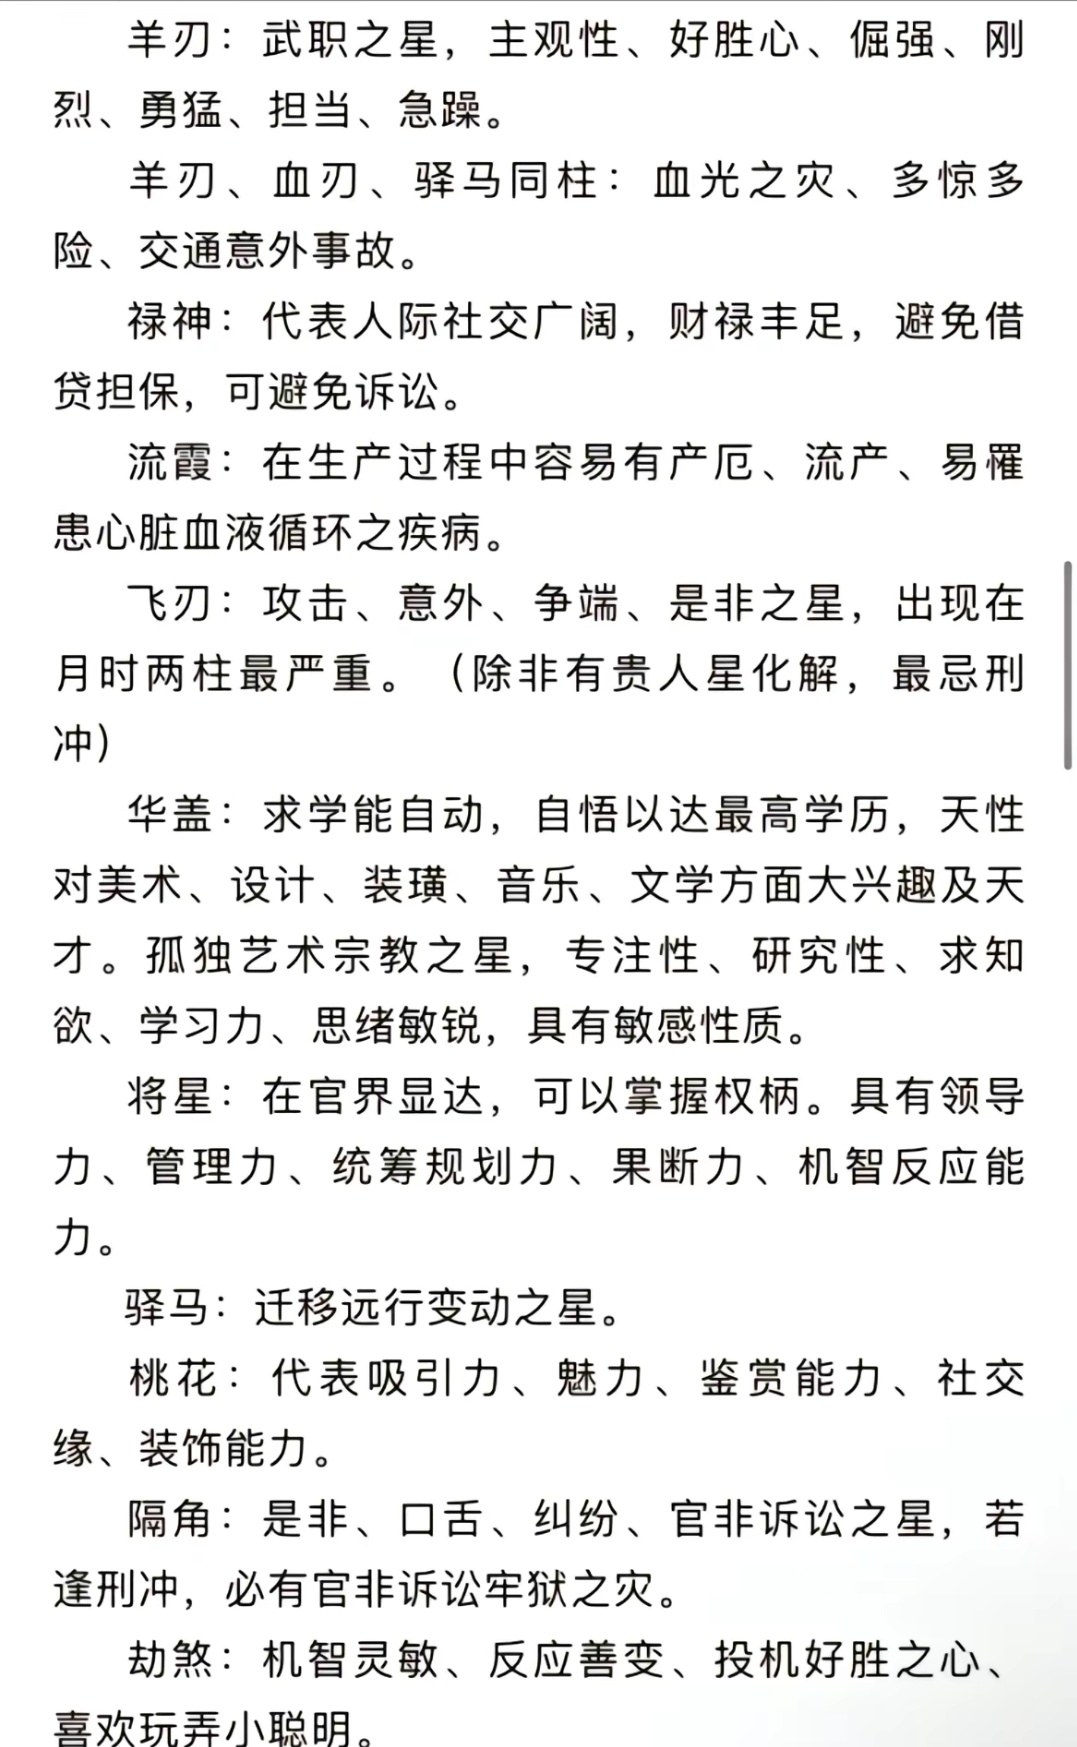 羊刃：武职之星，主观性、好胜心、倔强、刚
烈、勇猛、担当、急躁。
羊刃、血刃、驿马同柱：血光之灾、多惊多
险、交通意外事故。
禄神：代表人际社交广阔，财禄丰足，避免借
贷担保，可避免诉讼。
流霞：在生产过程中容易有产厄、流产、易罹
患心脏血液循环之疾病。
飞刃：攻击、意外、争端、是非之星，出现在
月时两柱最严重。（除非有贵人星化解，最忌刑
冲）
华盖：求学能自动，自悟以达最高学历，天性
对美术、设计、装璜、音乐、文学方面大兴趣及天
才。孤独艺术宗教之星，专注性、研究性、求知
欲、学习力、思绪敏锐，具有敏感性质。
将星：在官界显达，可以掌握权柄。具有领导
力、管理力、统筹规划力、果断力、机智反应能
力。
驿马：迁移远行变动之星。
桃花：代表吸引力、魅力、鉴赏能力、社交
缘、装饰能力。
隔角：是非、口舌、纠纷、官非诉讼之星，若
逢刑冲，必有官非诉讼牢狱之灾。
劫煞：机智灵敏、反应善变、投机好胜之心、
喜欢玩弄小聪明。